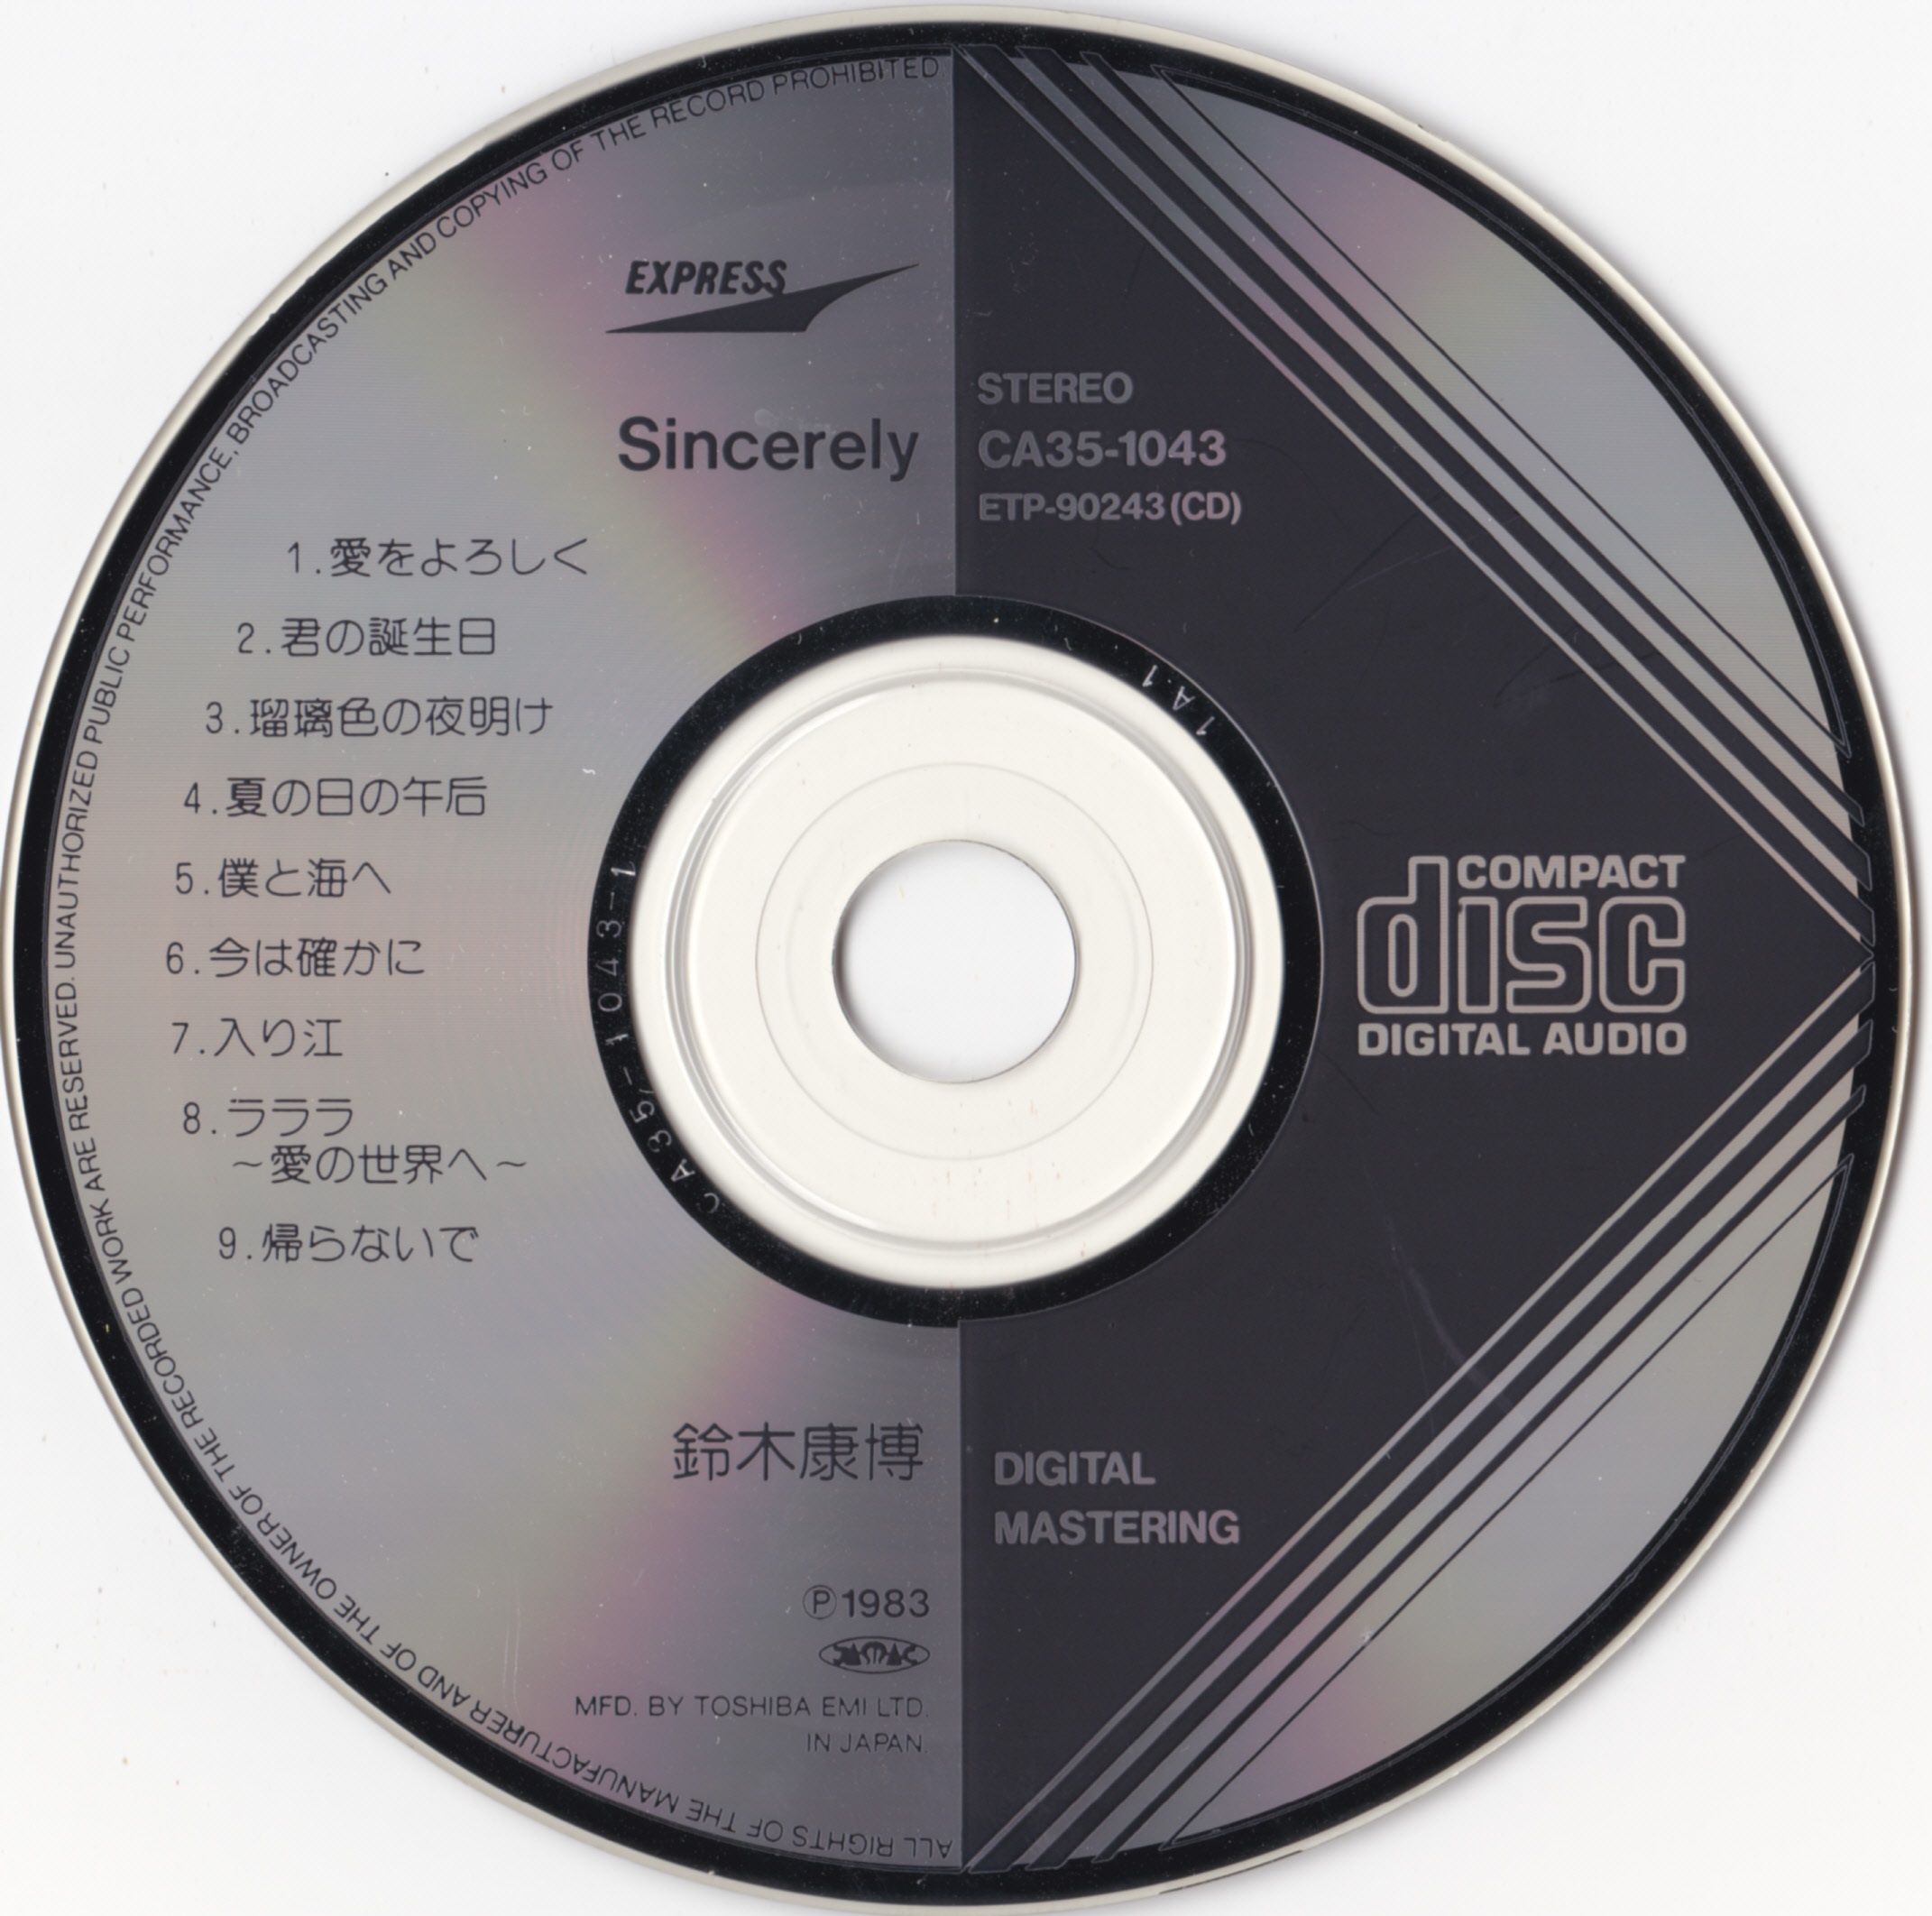 EXPRESS
Sincerely
STEREO
CA35-1043
ETP-90243(CD)
1.愛をよろしく
2.君の誕生日
3.瑠璃色の夜明け
4.夏の日の午后
5.僕と海へ
6.今は確かに
7.入り江
8.ラララ
～愛の世界へ～
9.帰らないで
COMPACT
disc
DIGITAL AUDIO
鈴木康博
DIGITAL
MASTERING
Ⓟ1983
JASRAC
MFD. BY TOSHIBA EMI LTD.
IN JAPAN.
ALL RIGHTS OF THE MANUFACTURER AND OF THE OWNER OF THE RECORDED WORK ARE RESERVED. UNAUTHORIZED PUBLIC PERFORMANCE, BROADCASTING AND COPYING OF THE RECORD PROHIBITED
CA35-1043-1
1A1